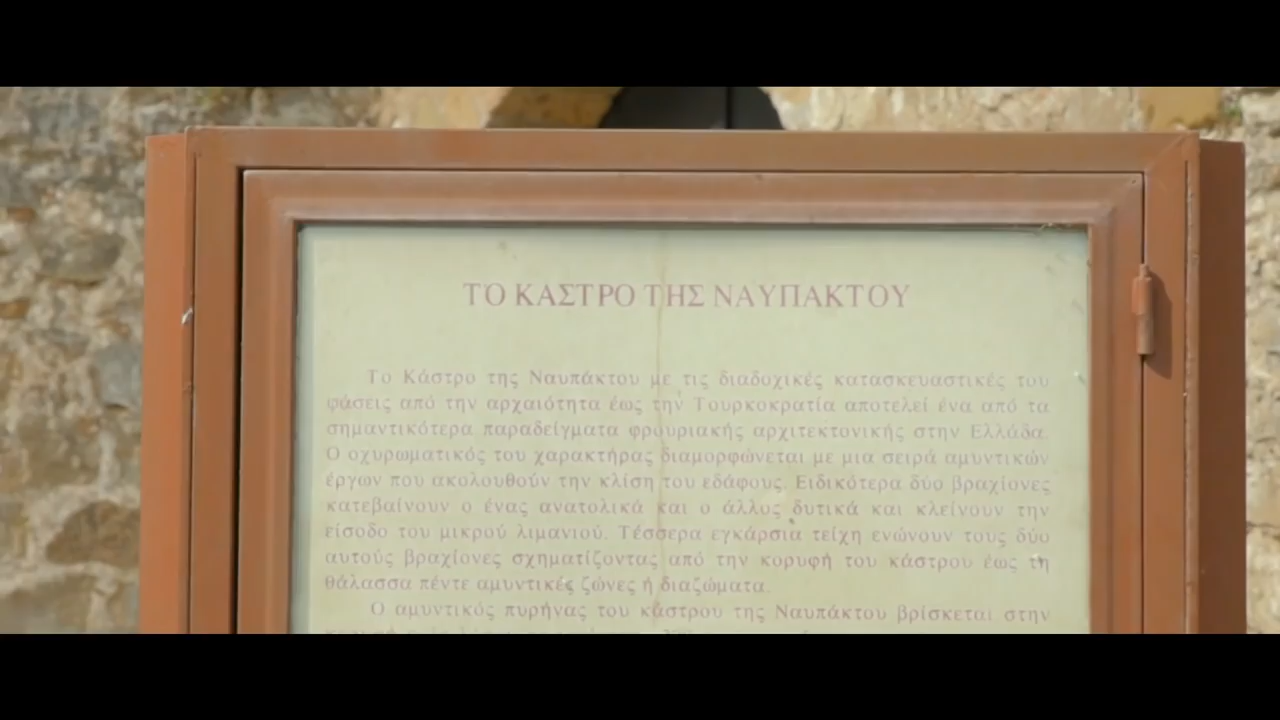 ΤΟ ΚΑΣΤΡΟ ΤΗΣ ΝΑΥΠΑΚΤΟΥ
Το Κάστρο της Ναυπάκτου με τις διαδοχικές κατασκευαστικές του
φάσεις από την αρχαιότητα έως την Τουρκοκρατία αποτελεί ένα από τα
σημαντικότερα παραδείγματα φρουριακής αρχιτεκτονικής στην Ελλάδα.
Ο οχυρωματικός του χαρακτήρας διαμορφώνεται με μια σειρά αμυντικών
έργων που ακολουθούν την κλίση του εδάφους. Ειδικότερα δύο βραχίονες
κατεβαίνουν ο ένας ανατολικά και ο άλλος δυτικά και κλείνουν την
είσοδο του μικρού λιμανιού. Τέσσερα εγκάρσια τείχη ενώνουν τους δύο
αυτούς βραχίονες σχηματίζοντας από την κορυφή του κάστρου έως τη
θάλασσα πέντε αμυντικές ζώνες ή διαζώματα.
Ο αμυντικός πυρήνας του κάστρου της Ναυπάκτου βρίσκεται στην